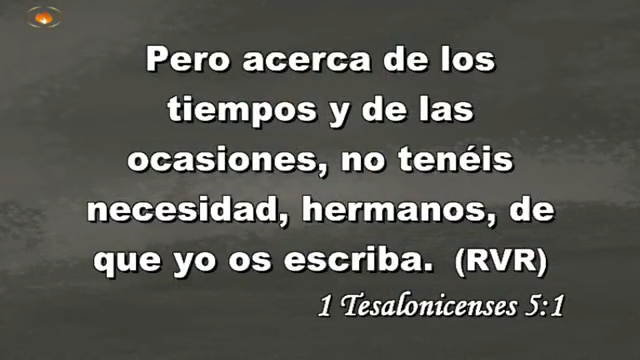 Pero acerca de los
tiempos y de las
ocasiones, no tenéis
necesidad, hermanos, de
que yo os escriba. (RVR)
1 Tesalonicenses 5:1